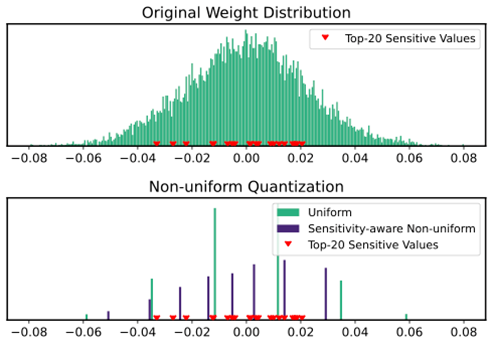 Original Weight Distribution
Top-20 Sensitive Values
−0.08 −0.06 −0.04 −0.02 0.00 0.02 0.04 0.06 0.08
Non-uniform Quantization
Uniform
Sensitivity-aware Non-uniform
Top-20 Sensitive Values
−0.08 −0.06 −0.04 −0.02 0.00 0.02 0.04 0.06 0.08